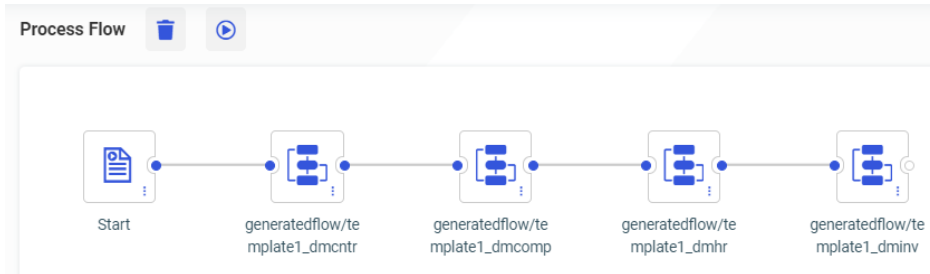 Process Flow
Start
generatedflow/te
mplate1_dmcntr
generatedflow/te
mplate1_dmcomp
generatedflow/te
mplate1_dmhr
generatedflow/te
mplate1_dminv